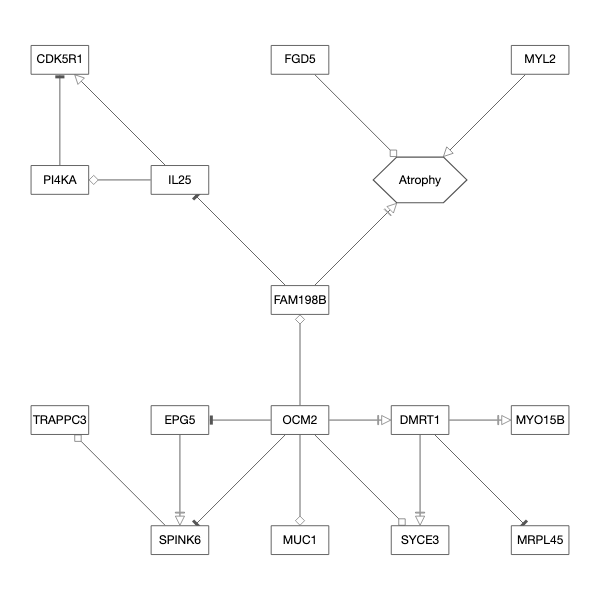 CDK5R1
FGD5
MYL2
PI4KA
IL25
Atrophy
FAM198B
TRAPPC3
EPG5
OCM2
DMRT1
MYO15B
SPINK6
MUC1
SYCE3
MRPL45